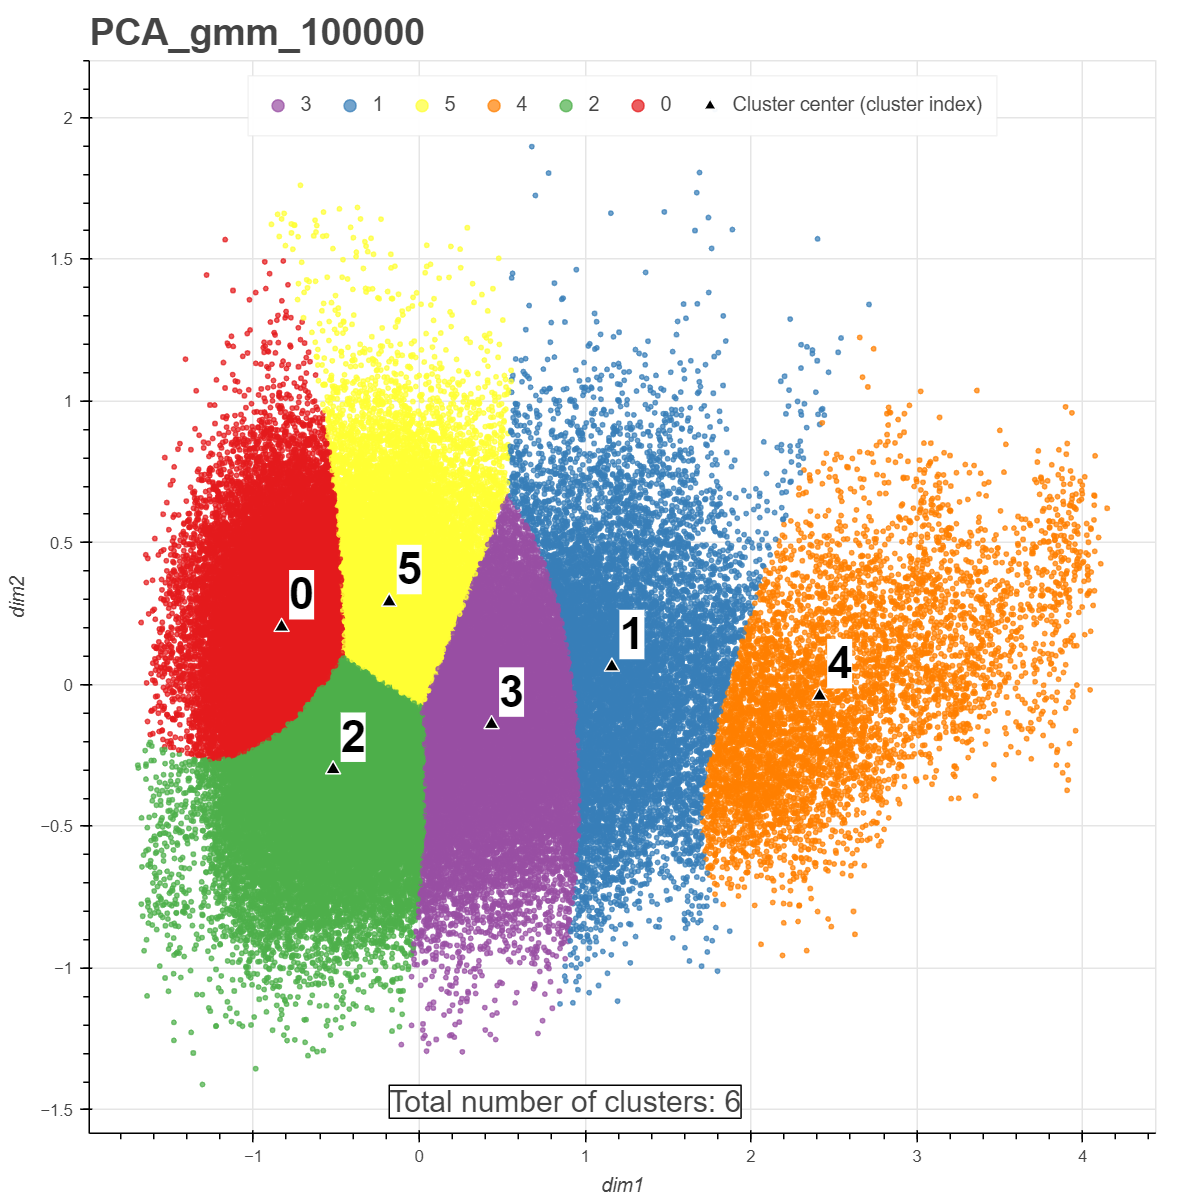 PCA_gmm_100000
3 1 5 4 2 0 Cluster center (cluster index)
2
1.5
1
0.5
0
−0.5
−1
−1.5
dim2
0
5
1
4
3
2
Total number of clusters: 6
−1 0 1 2 3 4
dim1